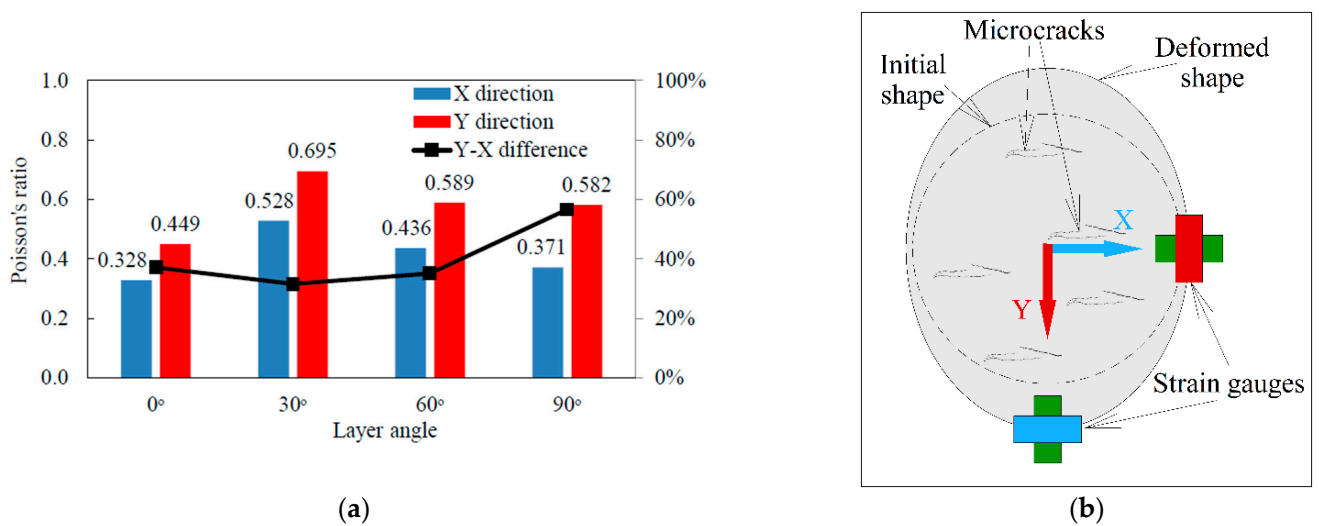 1.0
0.8
0.6
0.4
0.2
0.0
Poisson's ratio
100%
80%
60%
40%
20%
0%
X direction
Y direction
Y-X difference
0.328
0.449
0.528
0.695
0.436
0.589
0.371
0.582
0° 30° 60° 90°
Layer angle
(a)
Microcracks
Initial
shape
Deformed
shape
X
Y
Strain gauges
(b)